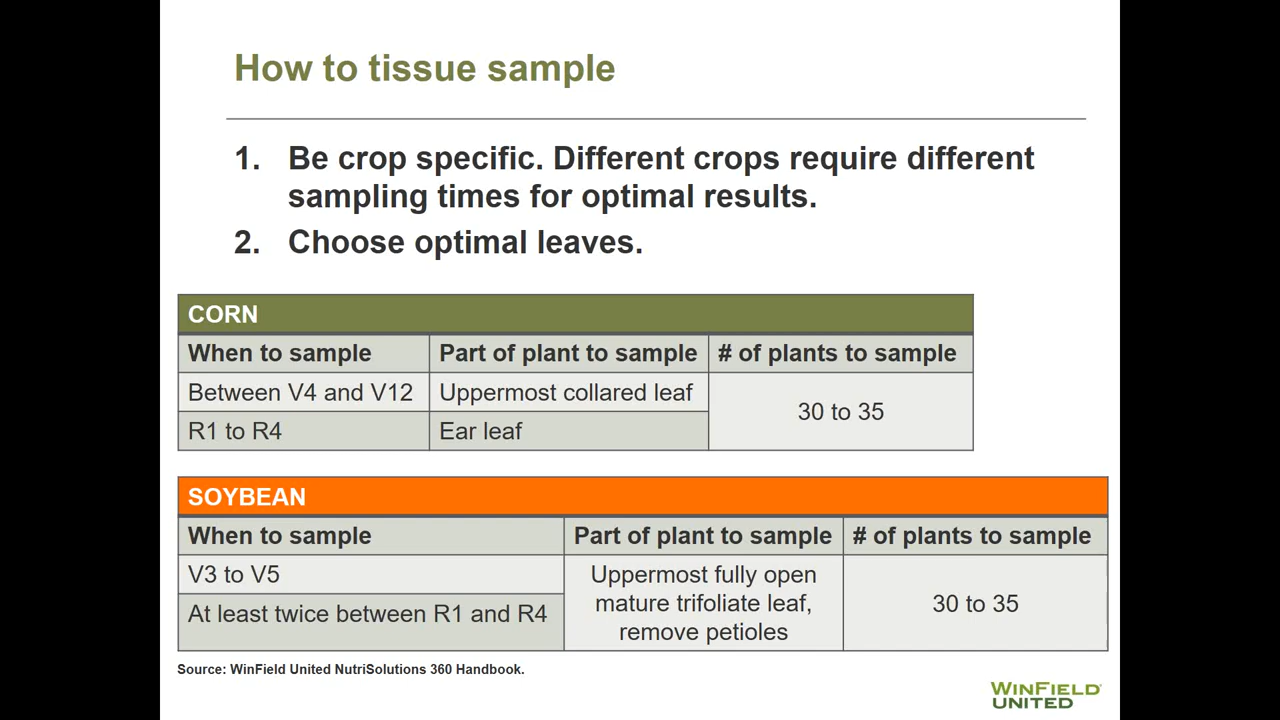 How to tissue sample
1. Be crop specific. Different crops require different
sampling times for optimal results.
2. Choose optimal leaves.
CORN
When to sample Part of plant to sample # of plants to sample
Between V4 and V12 Uppermost collared leaf 30 to 35
R1 to R4 Ear leaf
SOYBEAN
When to sample Part of plant to sample # of plants to sample
V3 to V5
At least twice between R1 and R4
Uppermost fully open
mature trifoliate leaf,
remove petioles
30 to 35
Source: WinField United NutriSolutions 360 Handbook.
WINFIELD®
UNITED